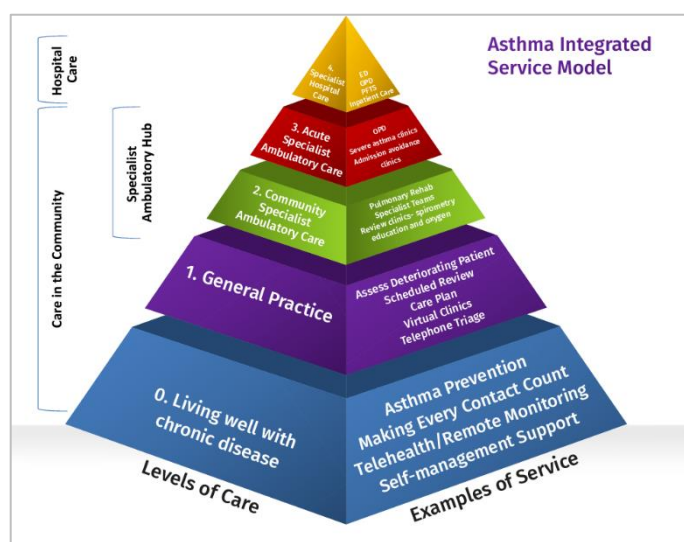 Asthma Integrated
Service Model
Hospital
Care
Specialist
Ambulatory Hub
Care in the Community
4.
Specialist
Hospital
Care
ED
OPD
PFTS
Inpatient Care
3. Acute
Specialist
Ambulatory Care
OPD
Severe asthma clinics
Admission avoidance
clinics
2. Community
Specialist
Ambulatory Care
Pulmonary Rehab
Specialist Teams
Review clinics- spirometry
education and oxygen
1. General Practice
Assess Deteriorating Patient
Scheduled Review
Care Plan
Virtual Clinics
Telephone Triage
0. Living well with
chronic disease
Asthma Prevention
Making Every Contact Count
Telehealth/Remote Monitoring
Self-management Support
Levels of Care
Examples of Service